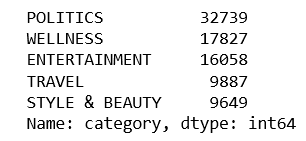 POLITICS 32739
WELLNESS 17827
ENTERTAINMENT 16058
TRAVEL 9887
STYLE & BEAUTY 9649
Name: category, dtype: int64